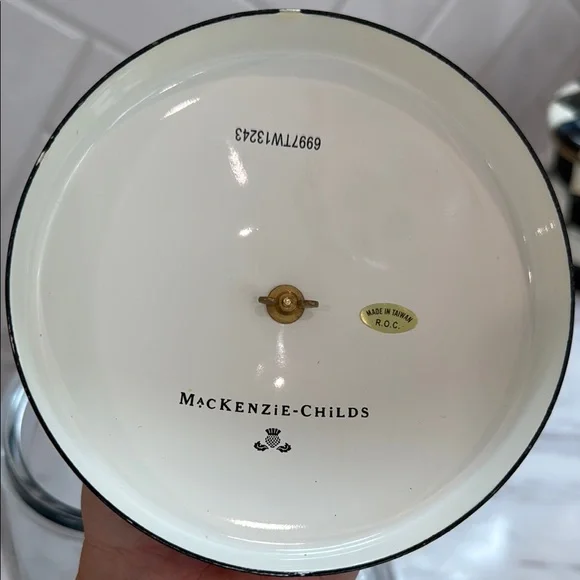 6997TW13243
MADE IN TAIWAN
R.O.C.
MACKENZiE-CHiLDS